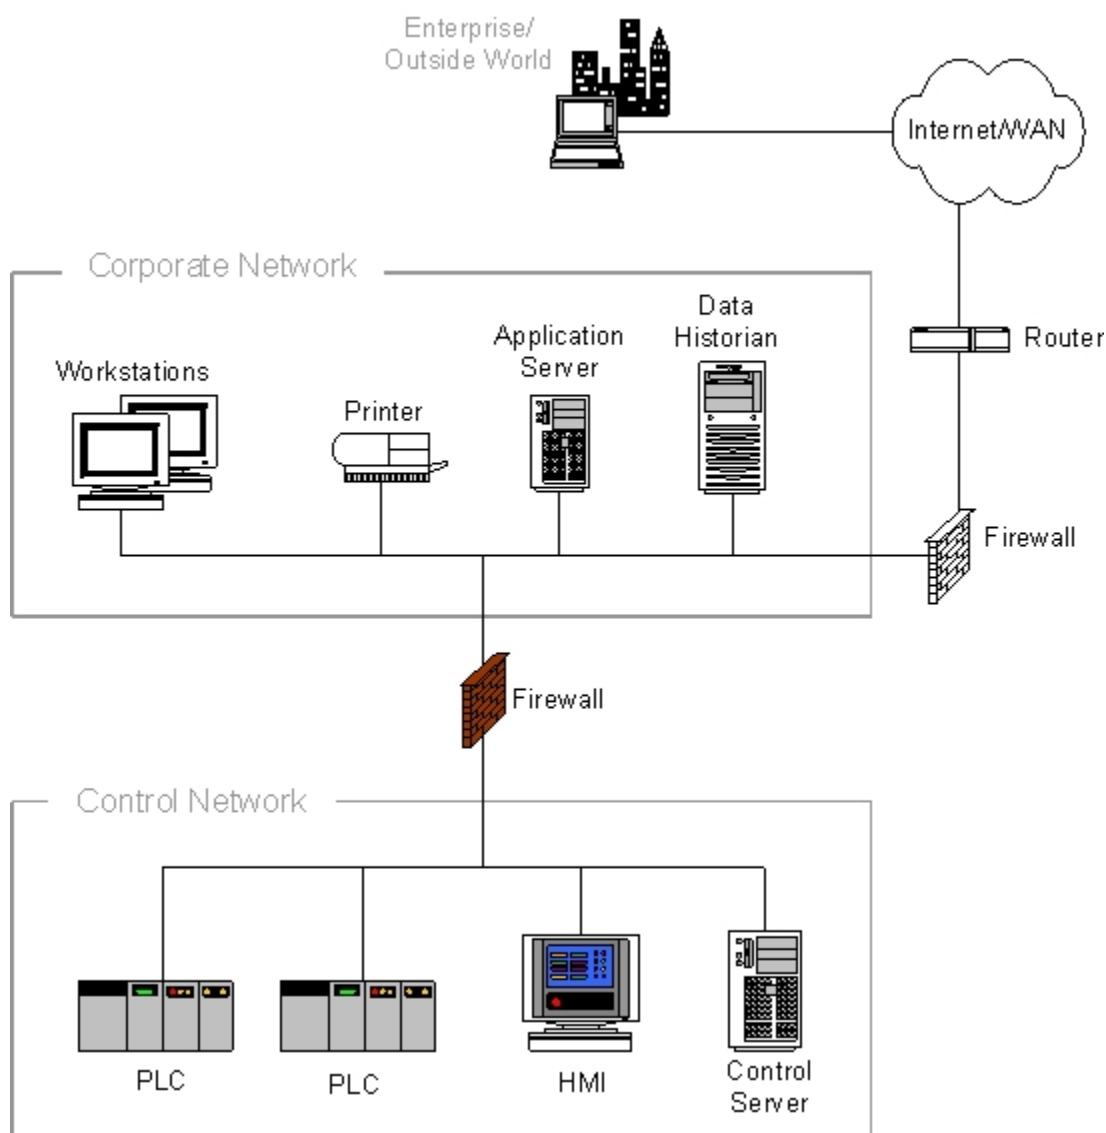 Enterprise/
Outside World
Internet/WAN
Corporate Network
Data
Historian
Application
Server
Router
Workstations
Printer
Firewall
Firewall
Control Network
PLC
PLC
HMI
Control
Server